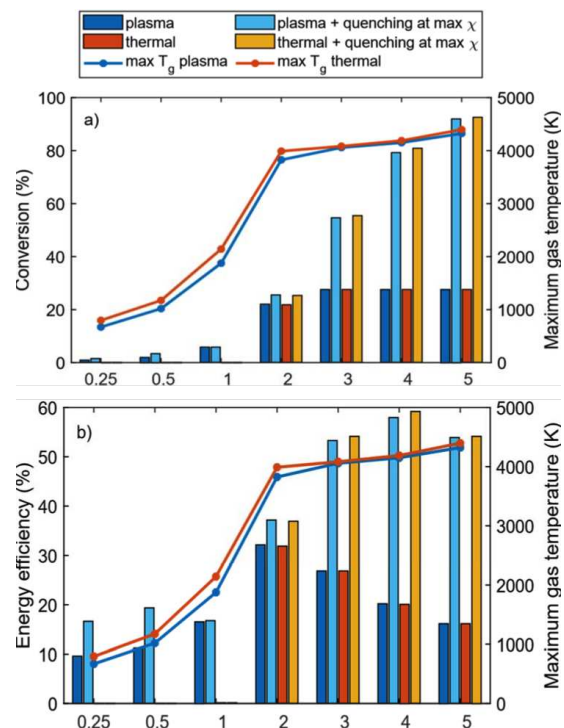 plasma
plasma + quenching at max χ
thermal
thermal + quenching at max χ
max T_g plasma
max T_g thermal
a)
Conversion (%)
100
80
60
40
20
0
5000
4000
3000
2000
1000
0
Maximum gas temperature (K)
0.25 0.5 1 2 3 4 5
b)
Energy efficiency (%)
60
50
40
30
20
10
0
5000
4000
3000
2000
1000
0
Maximum gas temperature (K)
0.25 0.5 1 2 3 4 5